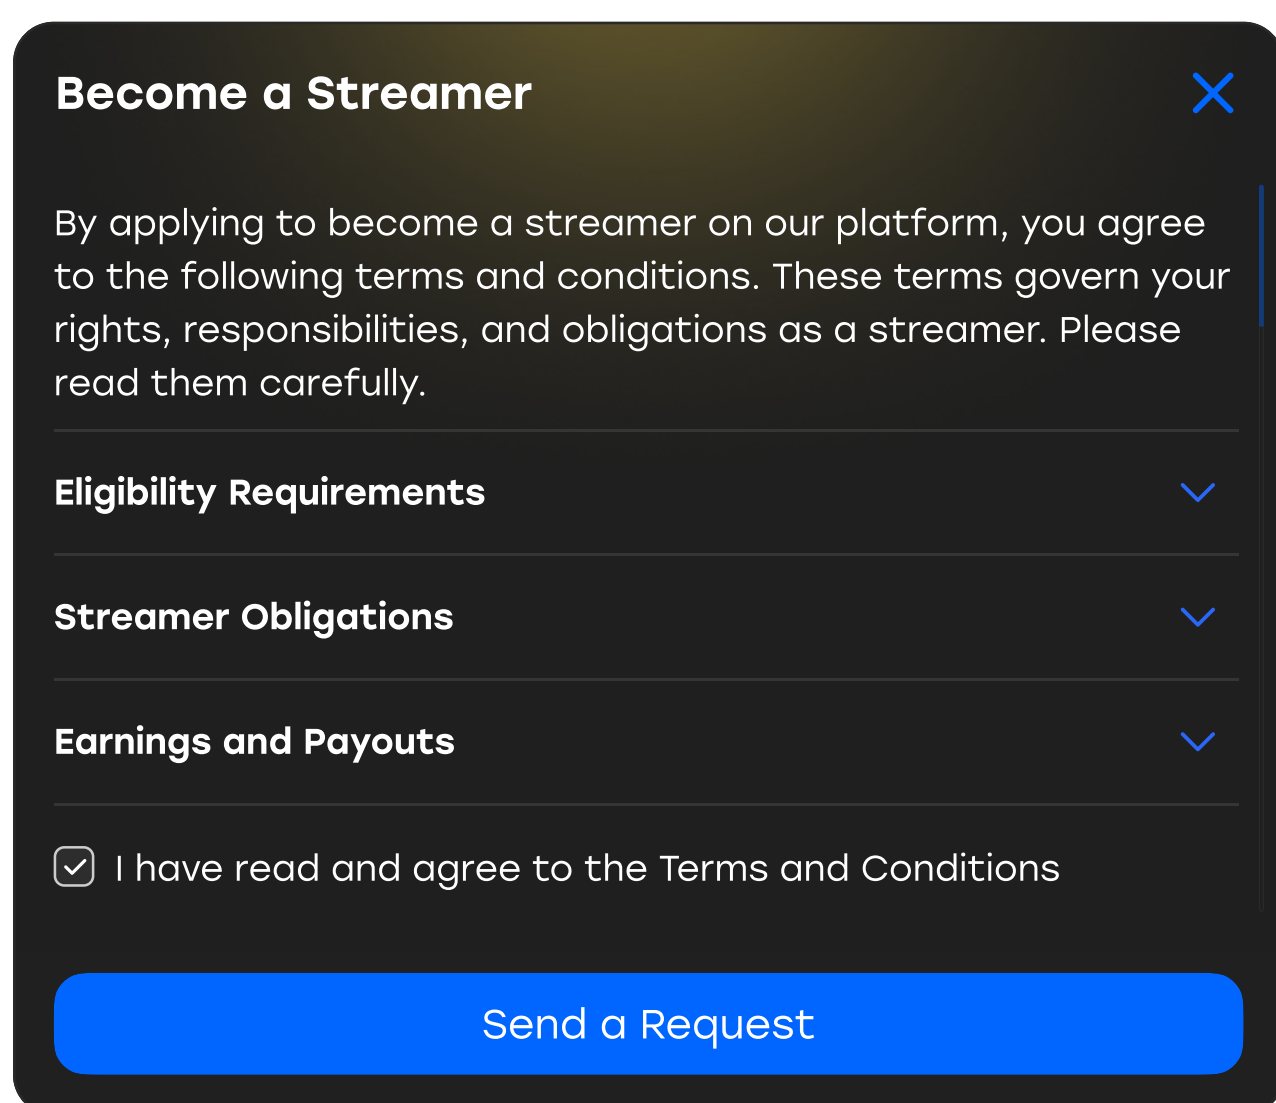 Become a Streamer
By applying to become a streamer on our platform, you agree
to the following terms and conditions. These terms govern your
rights, responsibilities, and obligations as a streamer. Please
read them carefully.
Eligibility Requirements
Streamer Obligations
Earnings and Payouts
I have read and agree to the Terms and Conditions
Send a Request